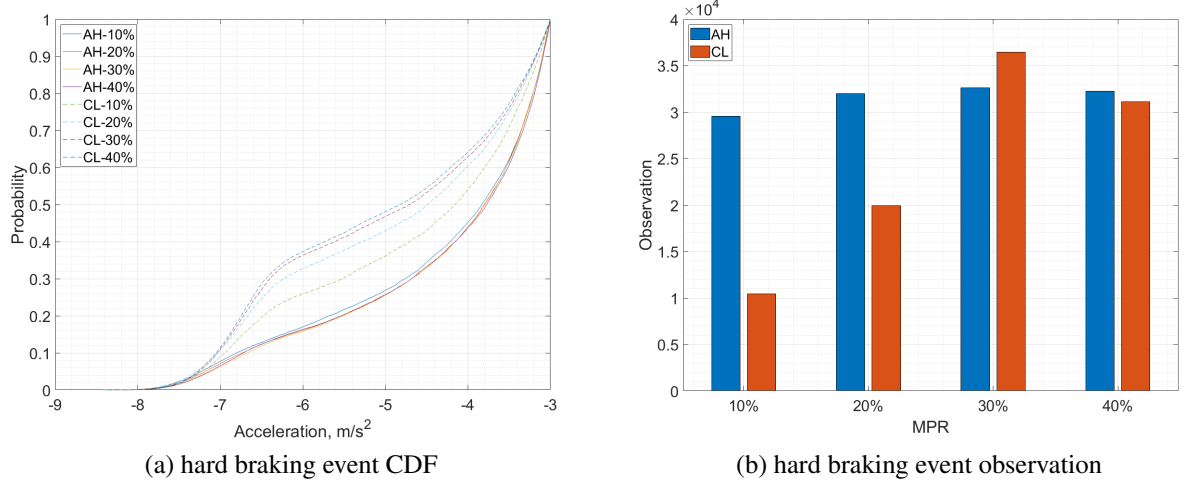 1
0.9
0.8
0.7
0.6
0.5
0.4
0.3
0.2
0.1
0
Probability
AH-10%
AH-20%
AH-30%
AH-40%
CL-10%
CL-20%
CL-30%
CL-40%
-9 -8 -7 -6 -5 -4 -3
Acceleration, m/s²
(a) hard braking event CDF
×10⁴
4
3.5
3
2.5
2
1.5
1
0.5
0
Observation
AH
CL
10% 20% 30% 40%
MPR
(b) hard braking event observation